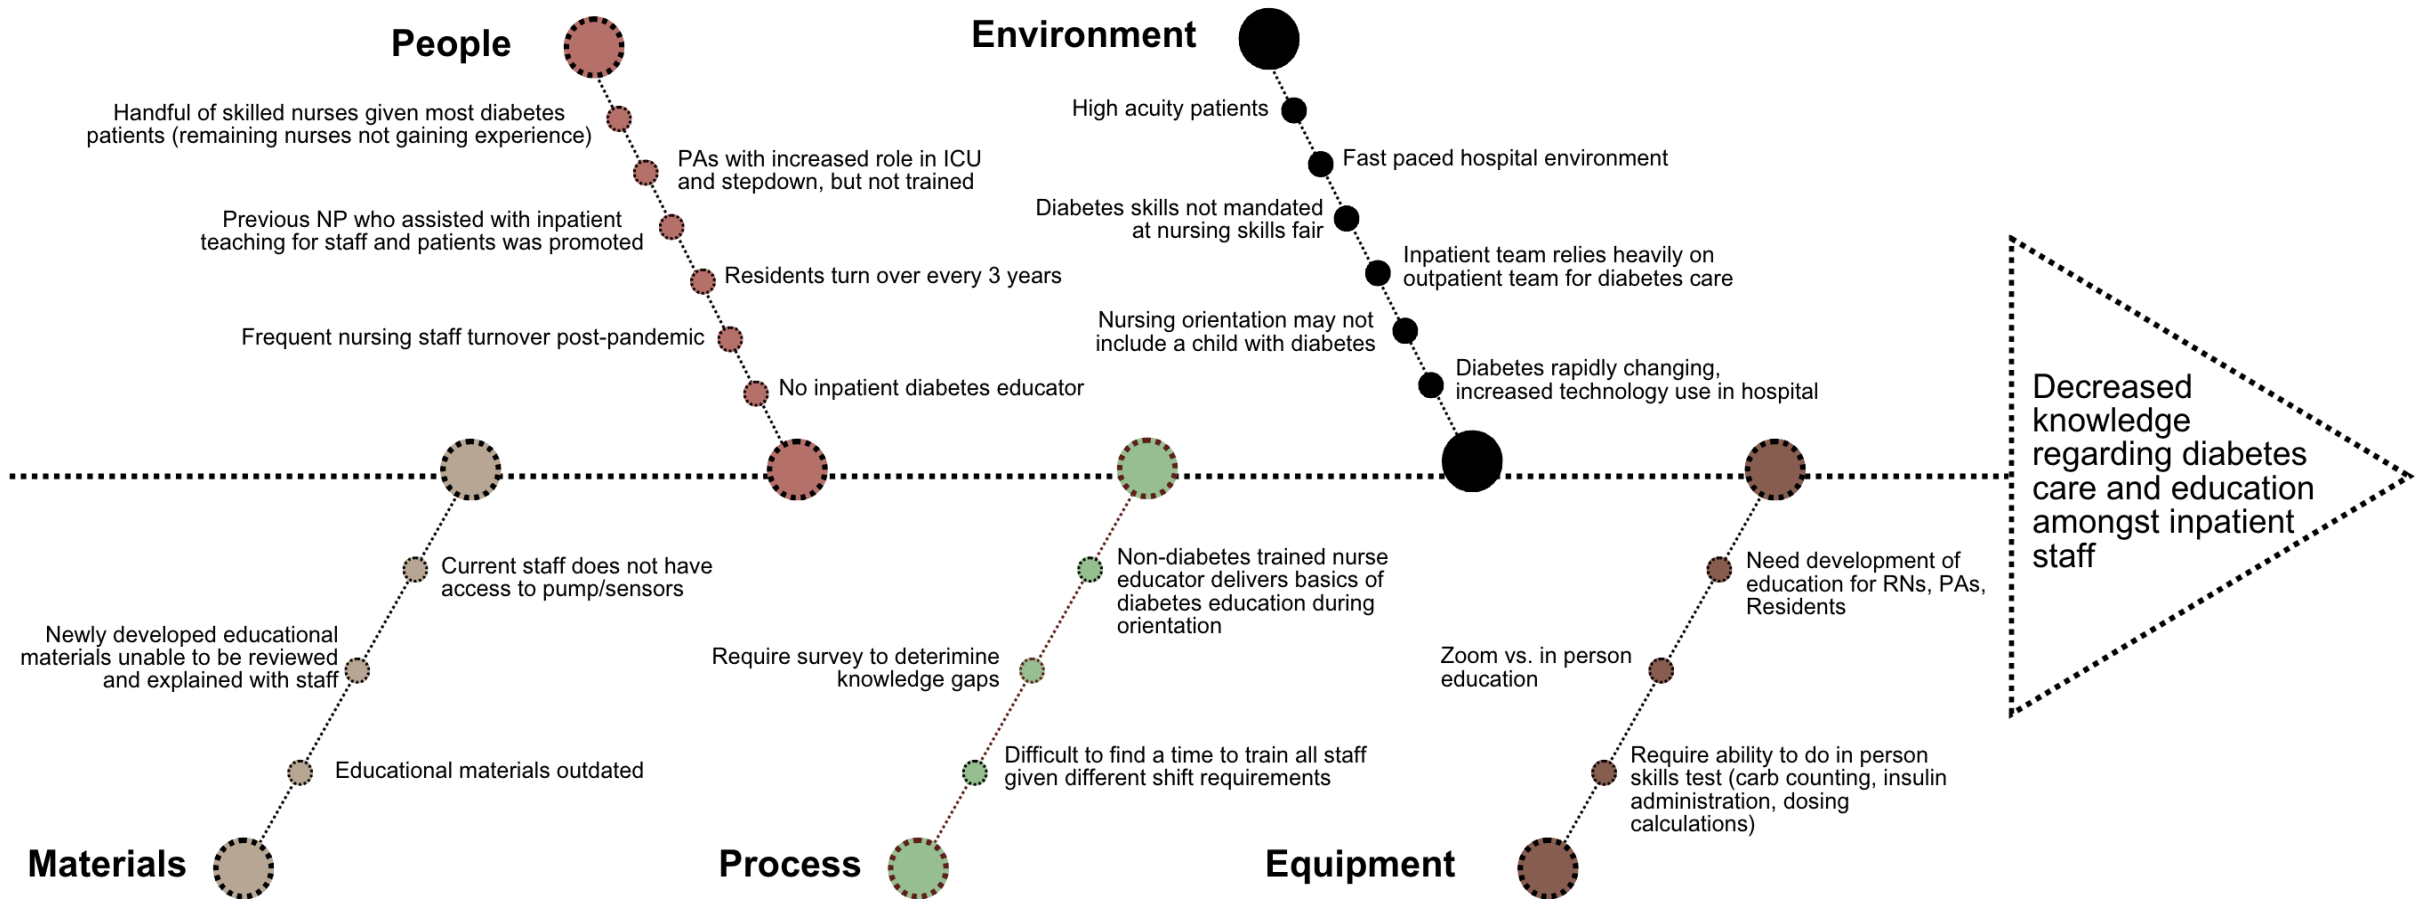 People
Handful of skilled nurses given most diabetes
patients (remaining nurses not gaining experience)
PAs with increased role in ICU
and stepdown, but not trained
Previous NP who assisted with inpatient
teaching for staff and patients was promoted
Residents turn over every 3 years
Frequent nursing staff turnover post-pandemic
No inpatient diabetes educator
Environment
High acuity patients
Fast paced hospital environment
Diabetes skills not mandated
at nursing skills fair
Inpatient team relies heavily on
outpatient team for diabetes care
Nursing orientation may not
include a child with diabetes
Diabetes rapidly changing,
increased technology use in hospital
Decreased
knowledge
regarding diabetes
care and education
amongst inpatient
staff
Current staff does not have
access to pump/sensors
Newly developed educational
materials unable to be reviewed
and explained with staff
Educational materials outdated
Materials
Non-diabetes trained nurse
educator delivers basics of
diabetes education during
orientation
Require survey to deterimine
knowledge gaps
Difficult to find a time to train all staff
given different shift requirements
Process
Need development of
education for RNs, PAs,
Residents
Zoom vs. in person
education
Require ability to do in person
skills test (carb counting, insulin
administration, dosing
calculations)
Equipment